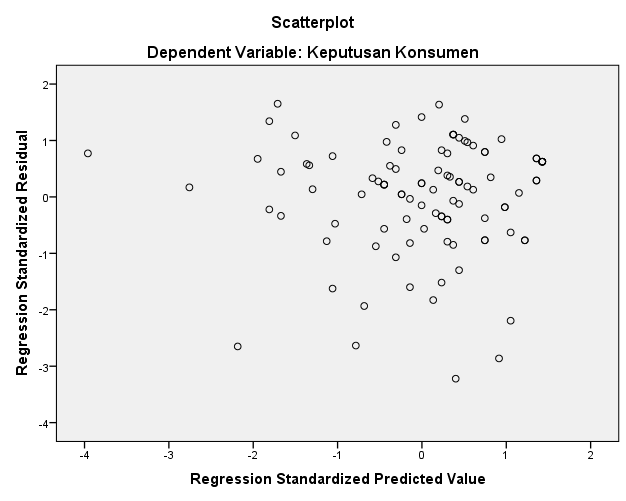 Scatterplot
Dependent Variable: Keputusan Konsumen
Regression Standardized Residual
2
1
0
-1
-2
-3
-4
-4 -3 -2 -1 0 1 2
Regression Standardized Predicted Value